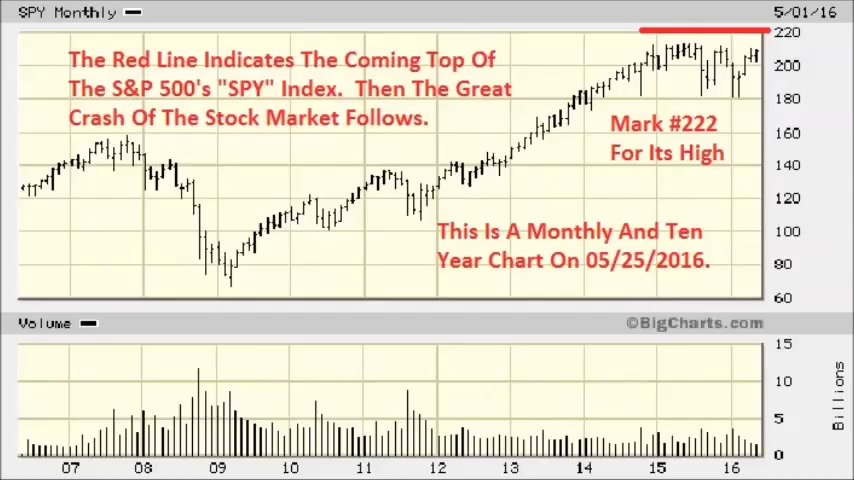 SPY Monthly
5/01/16
220
The Red Line Indicates The Coming Top Of
The S&P 500's "SPY" Index. Then The Great
Crash Of The Stock Market Follows.
200
180
Mark #222
For Its High
160
140
120
This Is A Monthly And Ten
Year Chart On 05/25/2016.
100
80
60
Volume
©BigCharts.com
15
10
5
0
Billions
07 08 09 10 11 12 13 14 15 16